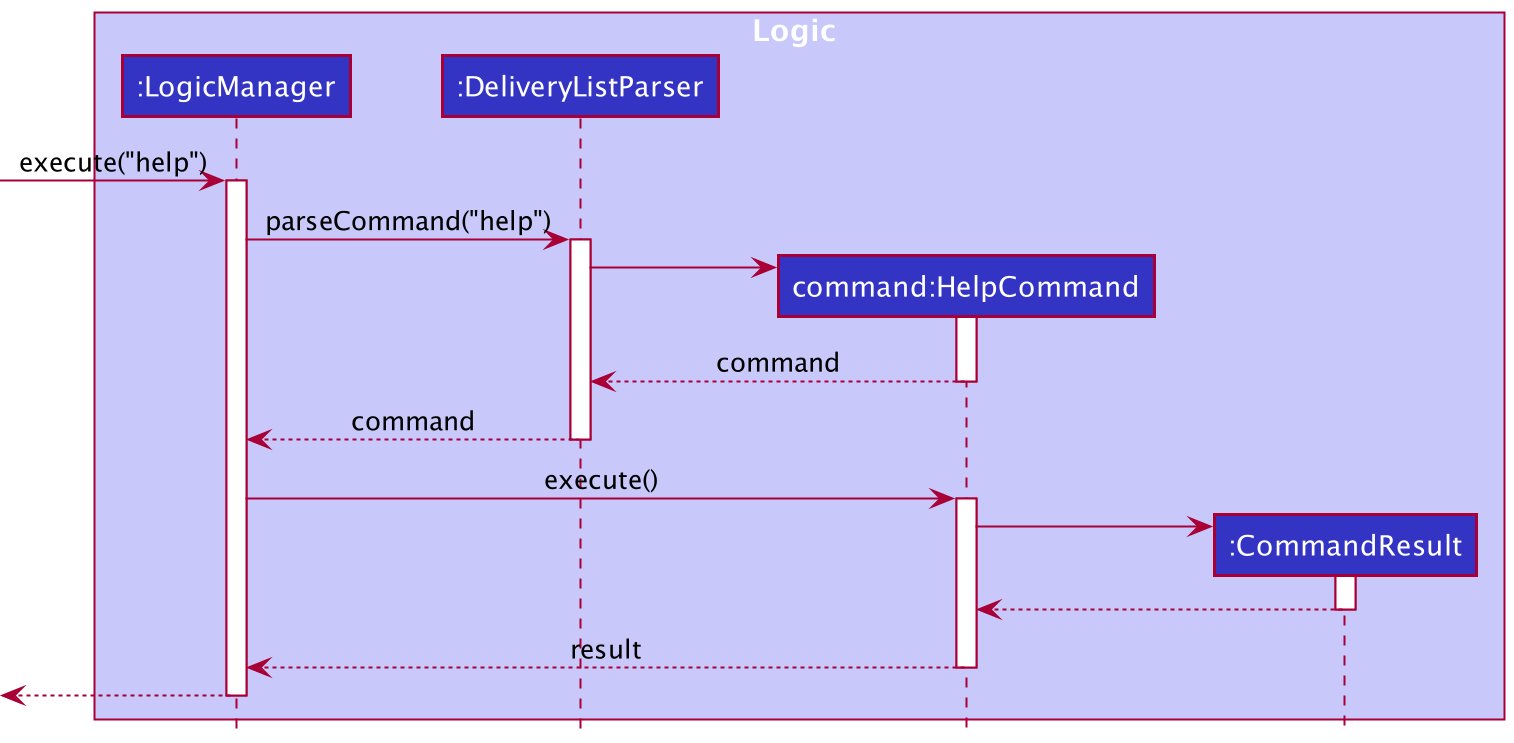 Logic
:LogicManager
:DeliveryListParser
execute("help")
parseCommand("help")
command:HelpCommand
command
command
execute()
:CommandResult
result